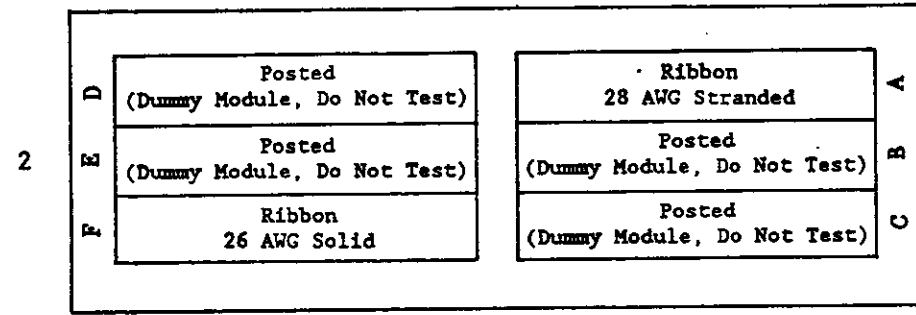 2
D
Posted
(Dummy Module, Do Not Test)
E
Posted
(Dummy Module, Do Not Test)
F
Ribbon
26 AWG Solid
Ribbon
28 AWG Stranded
A
Posted
(Dummy Module, Do Not Test)
B
Posted
(Dummy Module, Do Not Test)
C